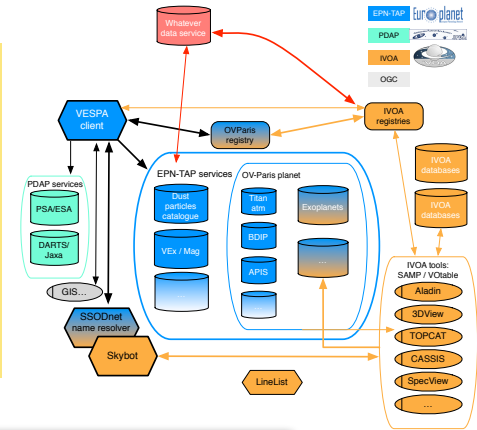 EPN-TAP
Europlanet
PDAP
IVOA
OGC
Whatever
data service
VESPA
client
OVParis
registry
IVOA
registries
IVOA
databases
IVOA
databases
PDAP services
PSA/ESA
DARTS/
Jaxa
GIS...
SSODnet
name resolver
Skybot
EPN-TAP services
Dust
particles
catalogue
VEx / Mag
...
OV-Paris planet
Titan
atm
BDIP
APIS
Exoplanets
...
IVOA tools:
SAMP / VOtable
Aladin
3DView
TOPCAT
CASSIS
SpecView
...
LineList